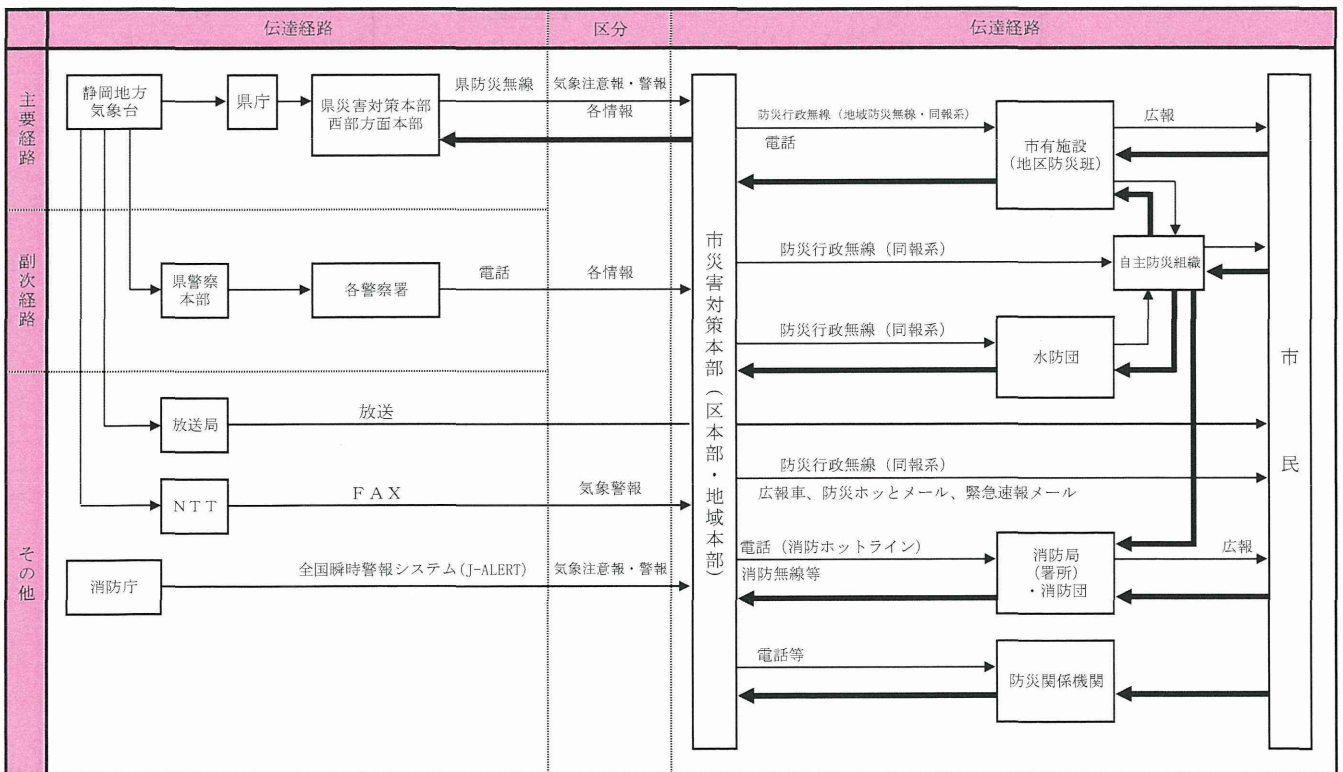 伝達経路
区分
伝達経路
主要経路
静岡地方
気象台
県庁
県災害対策本部
西部方面本部
県防災無線
気象注意報・警報
各情報
防災行政無線（地域防災無線・同報系）
電話
市有施設
（地区防災班）
広報
副次経路
県警察
本部
各警察署
電話
各情報
市災害対策本部（区本部・地域本部）
防災行政無線（同報系）
自主防災組織
防災行政無線（同報系）
水防団
市民
その他
放送局
放送
防災行政無線（同報系）
広報車、防災ホッとメール、緊急速報メール
ＮＴＴ
ＦＡＸ
気象警報
消防庁
全国瞬時警報システム(J-ALERT)
気象注意報・警報
電話（消防ホットライン）
消防無線等
消防局
（署所）
・消防団
広報
電話等
防災関係機関